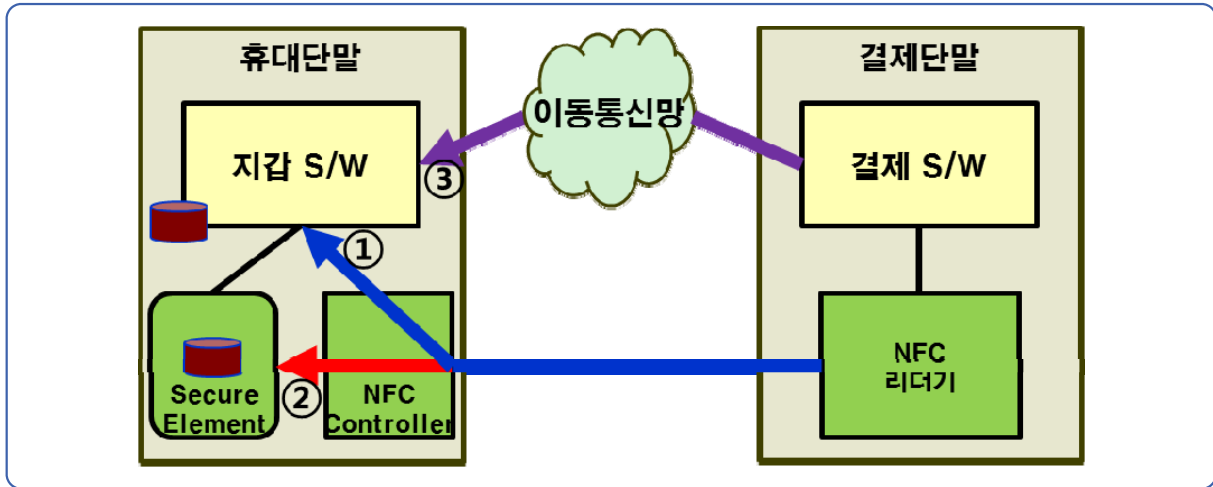 휴대단말
결제단말
이동통신망
지갑 S/W
결제 S/W
③
①
NFC
리더기
②
Secure
Element
NFC
Controller